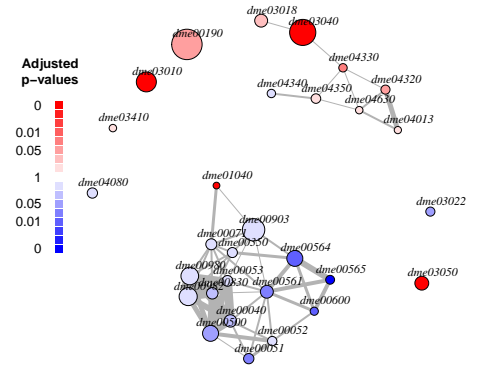 dme03018
dme03040
dme00190
dme04330
Adjusted
p-values
dme03010
dme04340
dme04350
dme04320
dme04630
dme04013
dme03410
0
0.01
0.05
1
0.05
0.01
0
dme04080
dme01040
dme03022
dme00903
dme00564
dme00980
dme00053
dme00830
dme00561
dme00565
dme03050
dme00600
dme00040
dme00500
dme00052
dme00051